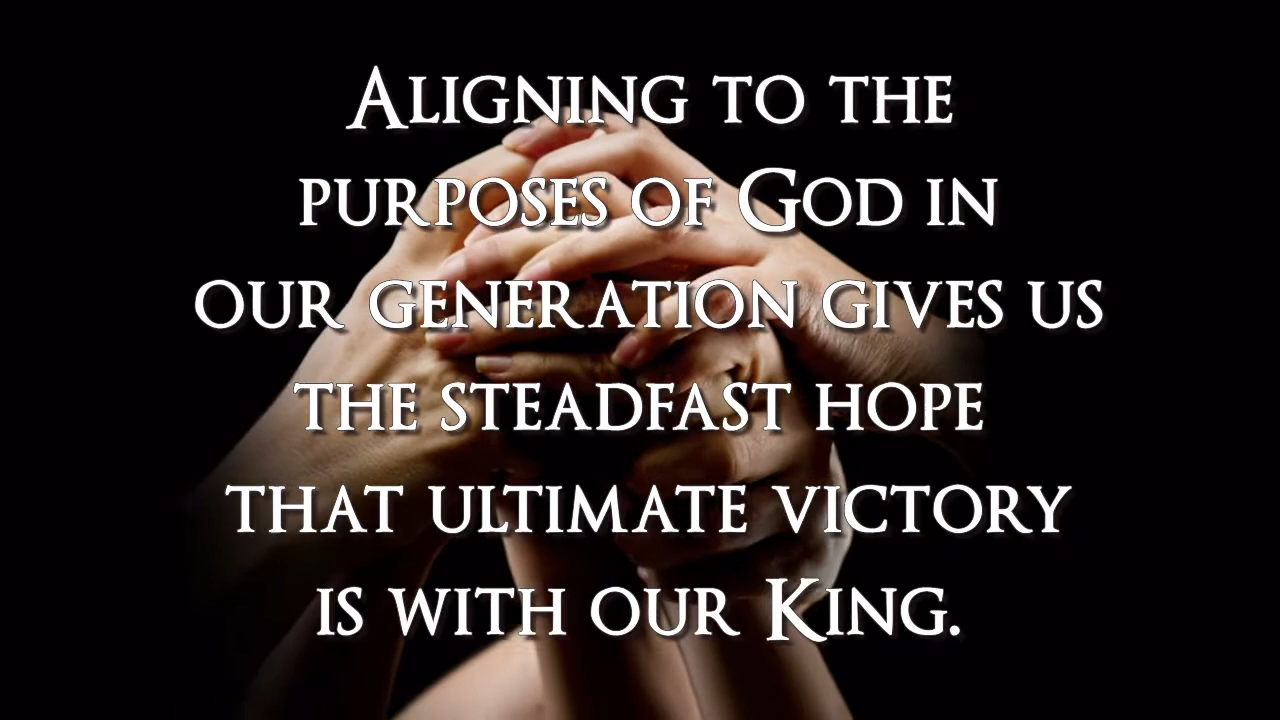 Aligning to the
purposes of God in
our generation gives us
the steadfast hope
that ultimate victory
is with our King.